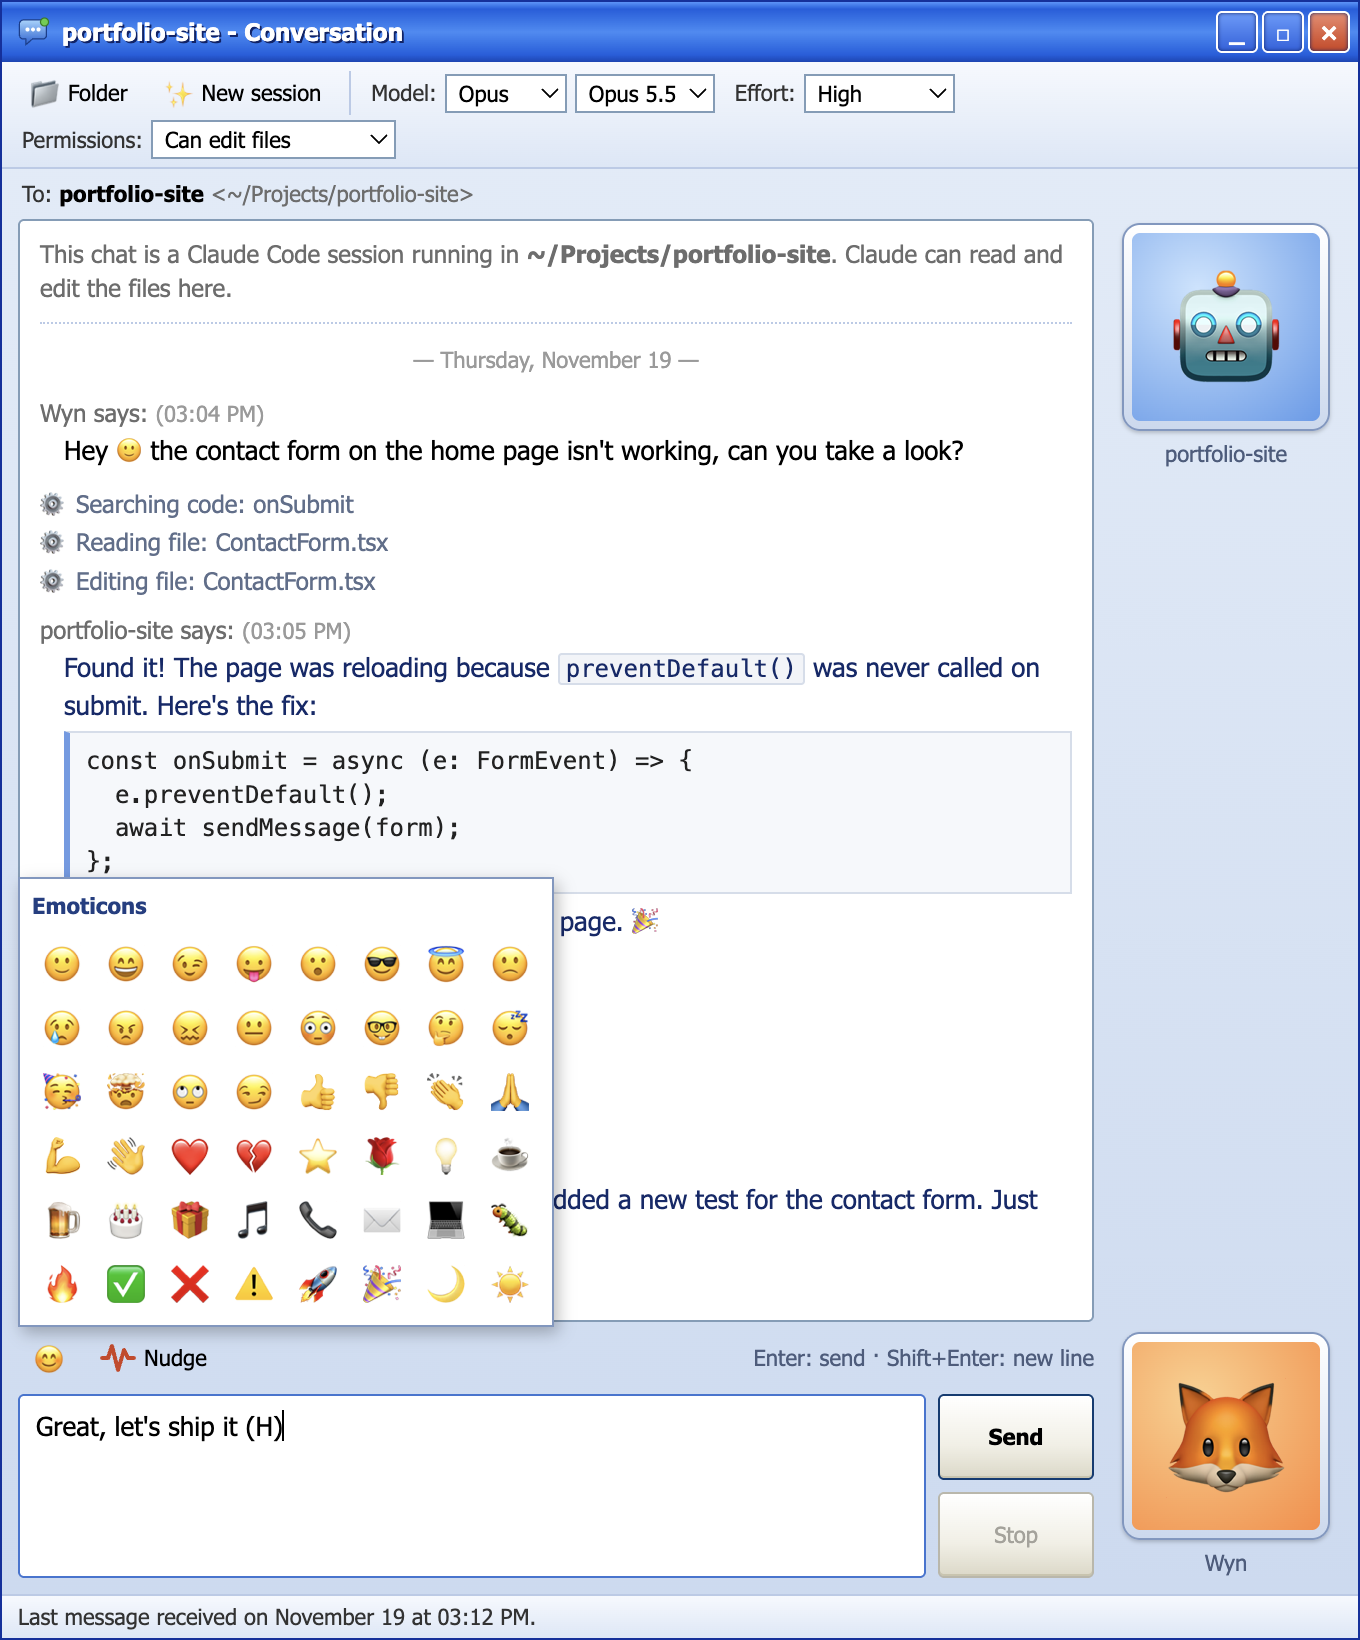 portfolio-site - Conversation
Folder New session Model: Opus Opus 5.5 Effort: High
Permissions: Can edit files
To: portfolio-site <~/Projects/portfolio-site>
This chat is a Claude Code session running in ~/Projects/portfolio-site. Claude can read and
edit the files here.
— Thursday, November 19 —
Wyn says: (03:04 PM)
Hey 🙂 the contact form on the home page isn't working, can you take a look?
Searching code: onSubmit
Reading file: ContactForm.tsx
Editing file: ContactForm.tsx
portfolio-site says: (03:05 PM)
Found it! The page was reloading because preventDefault() was never called on
submit. Here's the fix:
const onSubmit = async (e: FormEvent) => {
  e.preventDefault();
  await sendMessage(form);
};
page. 🎉
dded a new test for the contact form. Just
Emoticons
Nudge
Enter: send · Shift+Enter: new line
Great, let's ship it (H)
Send
Stop
portfolio-site
Wyn
Last message received on November 19 at 03:12 PM.